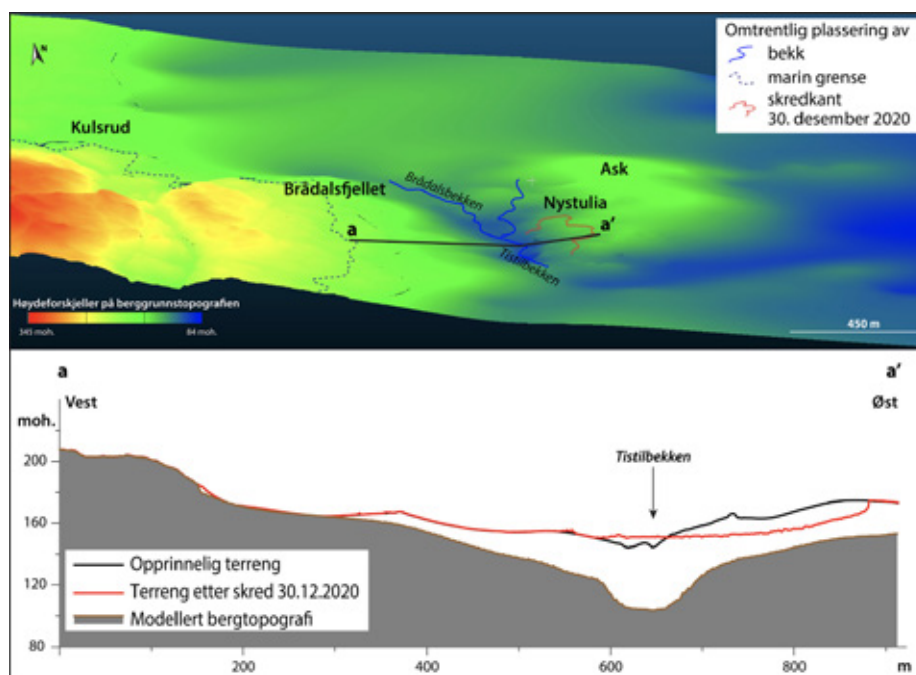 N
Omtrentlig plassering av
bekk
marin grense
skredkant
30. desember 2020
Kulsrud
Brådalsfjellet
Brådalsbekken
Ask
Nystulia
a
a'
Tistilbekken
Høydeforskjeller på berggrunnstopografien
345 moh.
84 moh.
450 m
a
a'
Vest
Øst
moh.
200
160
120
80
Tistilbekken
Opprinnelig terreng
Terreng etter skred 30.12.2020
Modellert bergtopografi
200
400
600
800
m